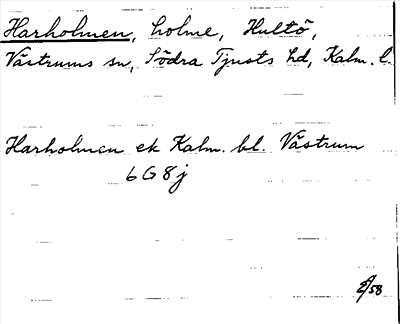 Harholmen, holme, Hultö,
Västrums sn, Södra Tjusts hd, Kalm. l.
Harholmen ek Kalm. bl. Västrum
6G8j
/58